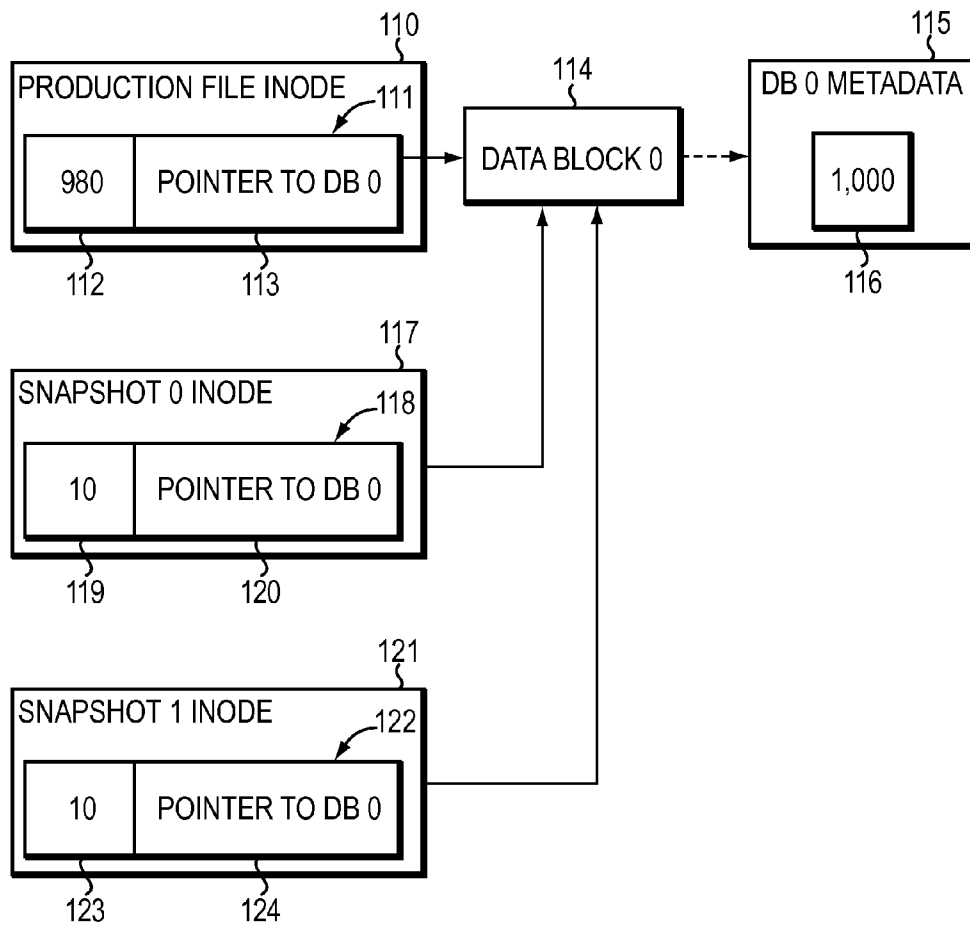 110
PRODUCTION FILE INODE
111
980 POINTER TO DB 0
112 113
114
DATA BLOCK 0
115
DB 0 METADATA
1,000
116
117
SNAPSHOT 0 INODE
118
10 POINTER TO DB 0
119 120
121
SNAPSHOT 1 INODE
122
10 POINTER TO DB 0
123 124